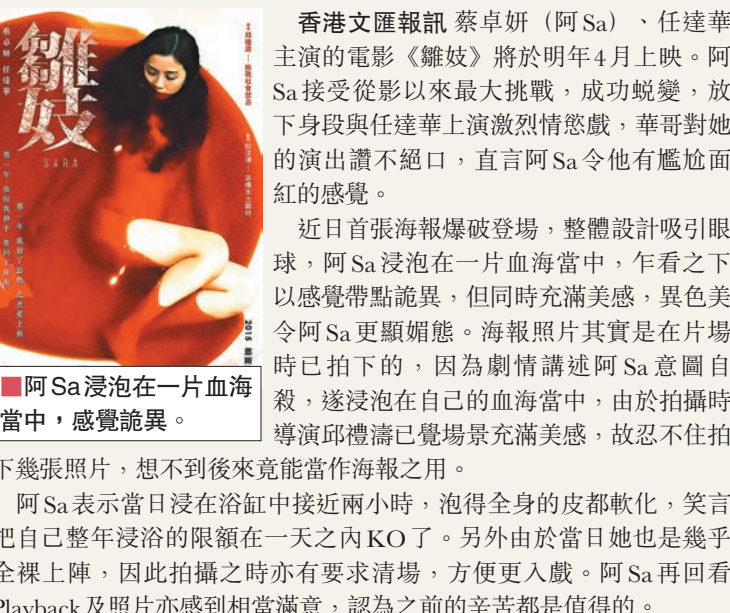 蔡卓妍 任達華
雛妓
SARA
2015
■阿Sa浸泡在一片血海
當中，感覺詭異。
香港文匯報訊 蔡卓妍（阿Sa）、任達華
主演的電影《雛妓》將於明年4月上映。阿
Sa接受從影以來最大挑戰，成功蛻變，放
下身段與任達華上演激烈情慾戲，華哥對她
的演出讚不絕口，直言阿Sa令他有尷尬面
紅的感覺。
近日首張海報爆破登場，整體設計吸引眼
球，阿Sa浸泡在一片血海當中，乍看之下
以感覺帶點詭異，但同時充滿美感，異色美
令阿Sa更顯媚態。海報照片其實是在片場
時已拍下的，因為劇情講述阿Sa意圖自
殺，遂浸泡在自己的血海當中，由於拍攝時
導演邱禮濤已覺場景充滿美感，故忍不住拍
下幾張照片，想不到後來竟能當作海報之用。
阿Sa表示當日浸在浴缸中接近兩小時，泡得全身的皮都軟化，笑言
把自己整年浸浴的限額在一天之內KO了。另外由於當日她也是幾乎
全裸上陣，因此拍攝之時亦有要求清場，方便更入戲。阿Sa再回看
Playback及照片亦感到相當滿意，認為之前的辛苦都是值得的。